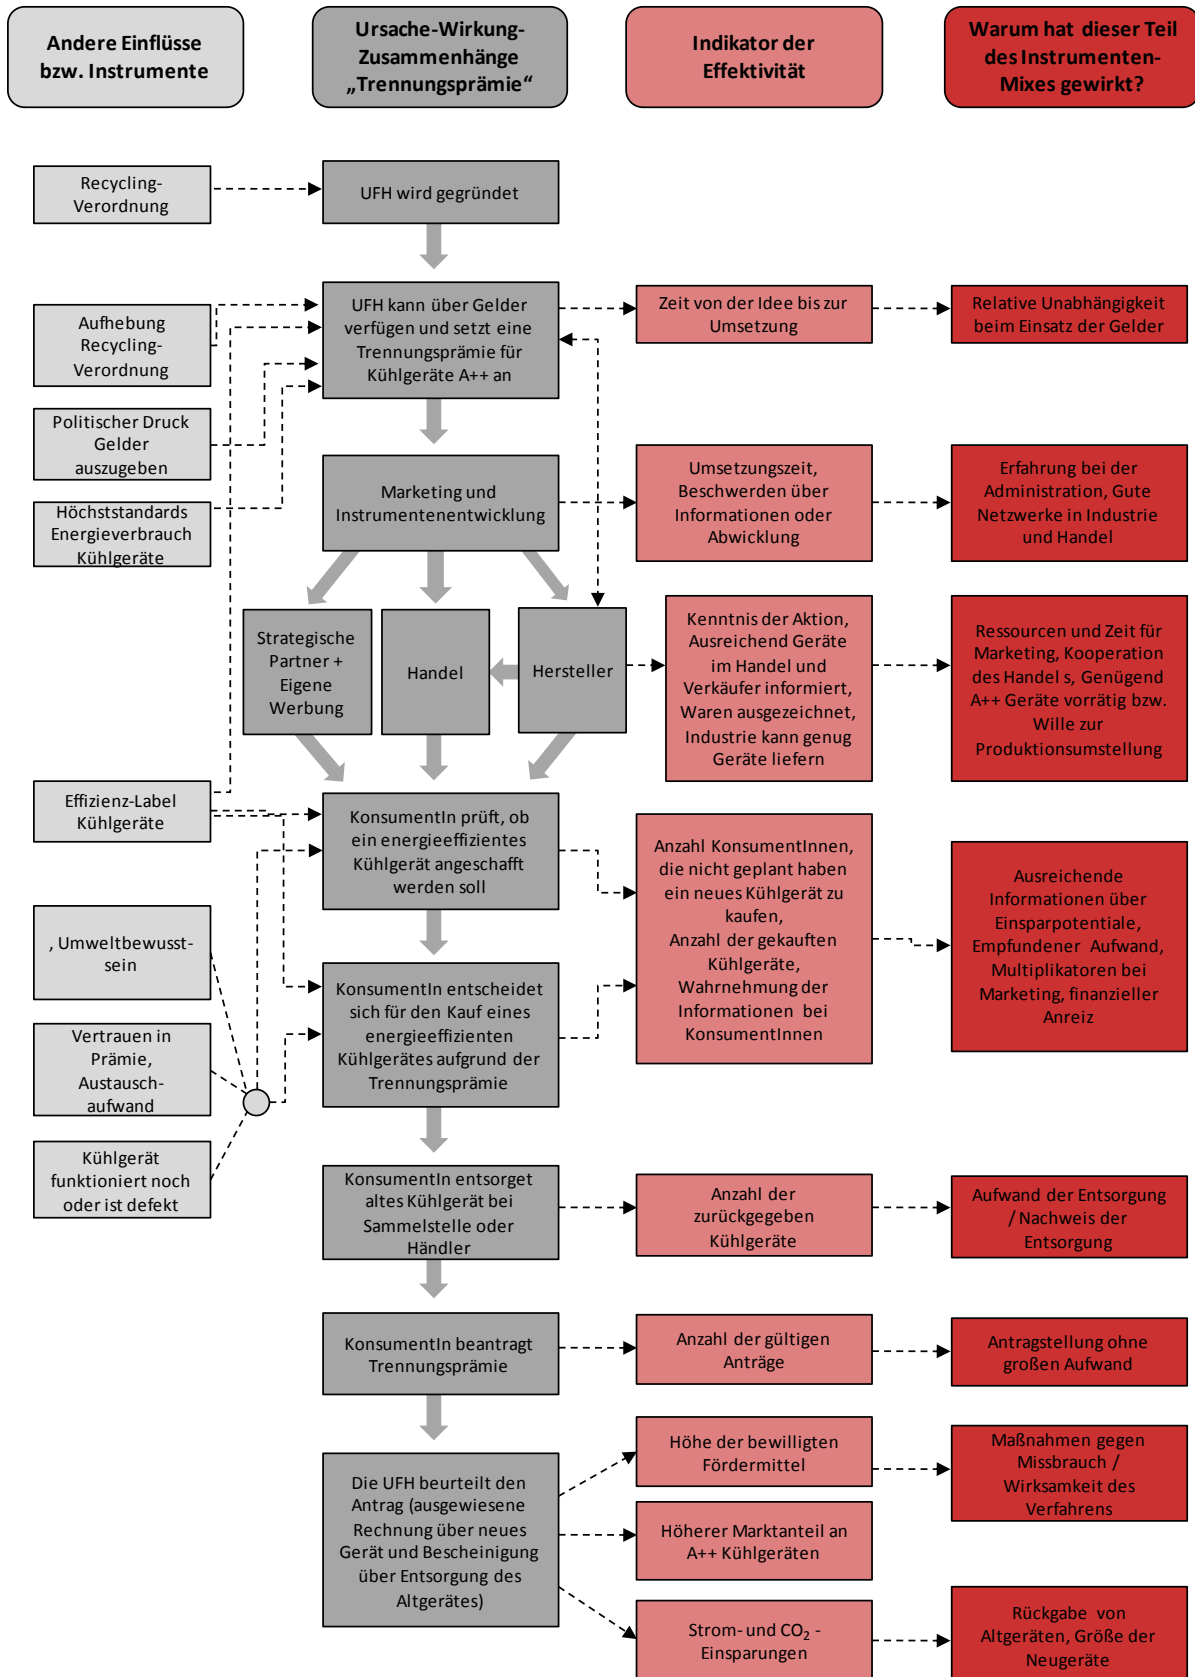 Andere Einflüsse
bzw. Instrumente
Ursache-Wirkung-
Zusammenhänge
„Trennungsprämie“
Indikator der
Effektivität
Warum hat dieser Teil
des Instrumenten-
Mixes gewirkt?
Recycling-
Verordnung
UFH wird gegründet
Aufhebung
Recycling-
Verordnung
UFH kann über Gelder
verfügen und setzt eine
Trennungsprämie für
Kühlgeräte A++ an
Zeit von der Idee bis zur
Umsetzung
Relative Unabhängigkeit
beim Einsatz der Gelder
Politischer Druck
Gelder
auszugeben
Höchststandards
Energieverbrauch
Kühlgeräte
Marketing und
Instrumentenentwicklung
Umsetzungszeit,
Beschwerden über
Informationen oder
Abwicklung
Erfahrung bei der
Administration, Gute
Netzwerke in Industrie
und Handel
Strategische
Partner +
Eigene
Werbung
Handel
Hersteller
Kenntnis der Aktion,
Ausreichend Geräte
im Handel und
Verkäufer informiert,
Waren ausgezeichnet,
Industrie kann genug
Geräte liefern
Ressourcen und Zeit für
Marketing, Kooperation
des Handel s, Genügend
A++ Geräte vorrätig bzw.
Wille zur
Produktionsumstellung
Effizienz-Label
Kühlgeräte
KonsumentIn prüft, ob
ein energieeffizientes
Kühlgerät angeschafft
werden soll
Anzahl KonsumentInnen,
die nicht geplant haben
ein neues Kühlgerät zu
kaufen,
Anzahl der gekauften
Kühlgeräte,
Wahrnehmung der
Informationen bei
KonsumentInnen
Ausreichende
Informationen über
Einsparpotentiale,
Empfundener Aufwand,
Multiplikatoren bei
Marketing, finanzieller
Anreiz
, Umweltbewusst-
sein
Vertrauen in
Prämie,
Austausch-
aufwand
Kühlgerät
funktioniert noch
oder ist defekt
KonsumentIn entscheidet
sich für den Kauf eines
energieeffizienten
Kühlgerätes aufgrund der
Trennungsprämie
KonsumentIn entsorget
altes Kühlgerät bei
Sammelstelle oder
Händler
Anzahl der
zurückgegeben
Kühlgeräte
Aufwand der Entsorgung
/ Nachweis der
Entsorgung
KonsumentIn beantragt
Trennungsprämie
Anzahl der gültigen
Anträge
Antragstellung ohne
großen Aufwand
Die UFH beurteilt den
Antrag (ausgewiesene
Rechnung über neues
Gerät und Bescheinigung
über Entsorgung des
Altgerätes)
Höhe der bewilligten
Fördermittel
Maßnahmen gegen
Missbrauch /
Wirksamkeit des
Verfahrens
Höherer Marktanteil an
A++ Kühlgeräten
Strom- und CO₂ -
Einsparungen
Rückgabe von
Altgeräten, Größe der
Neugeräte